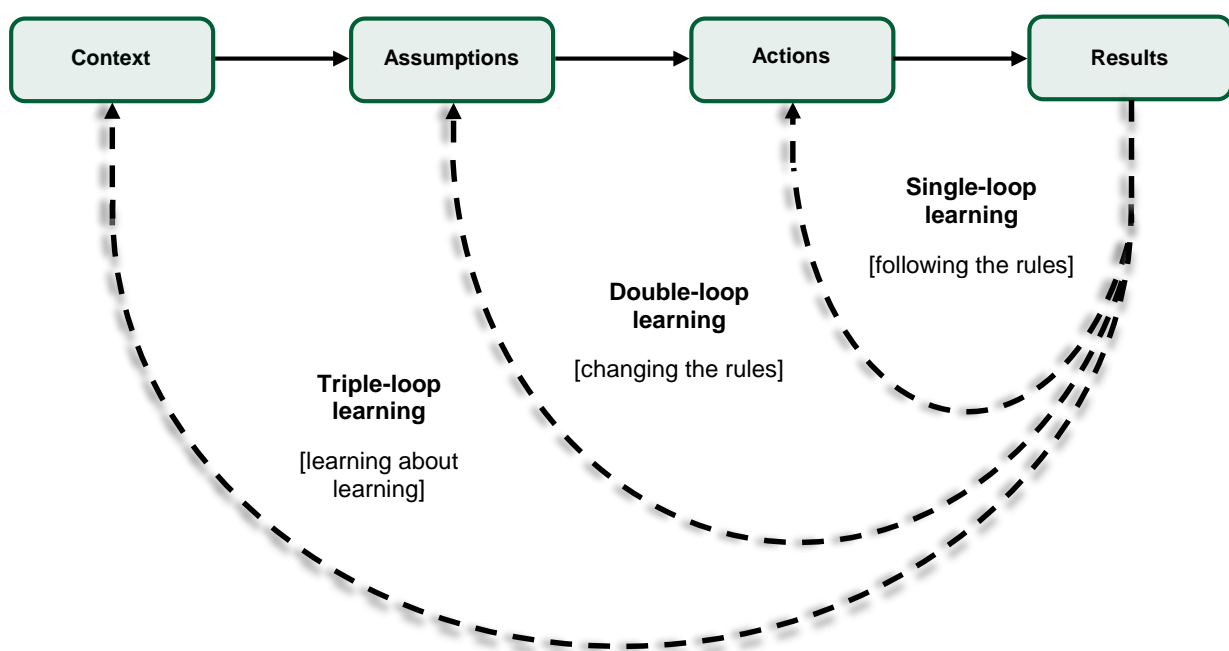 Context
Assumptions
Actions
Results
Single-loop
learning
[following the rules]
Double-loop
learning
[changing the rules]
Triple-loop
learning
[learning about
learning]